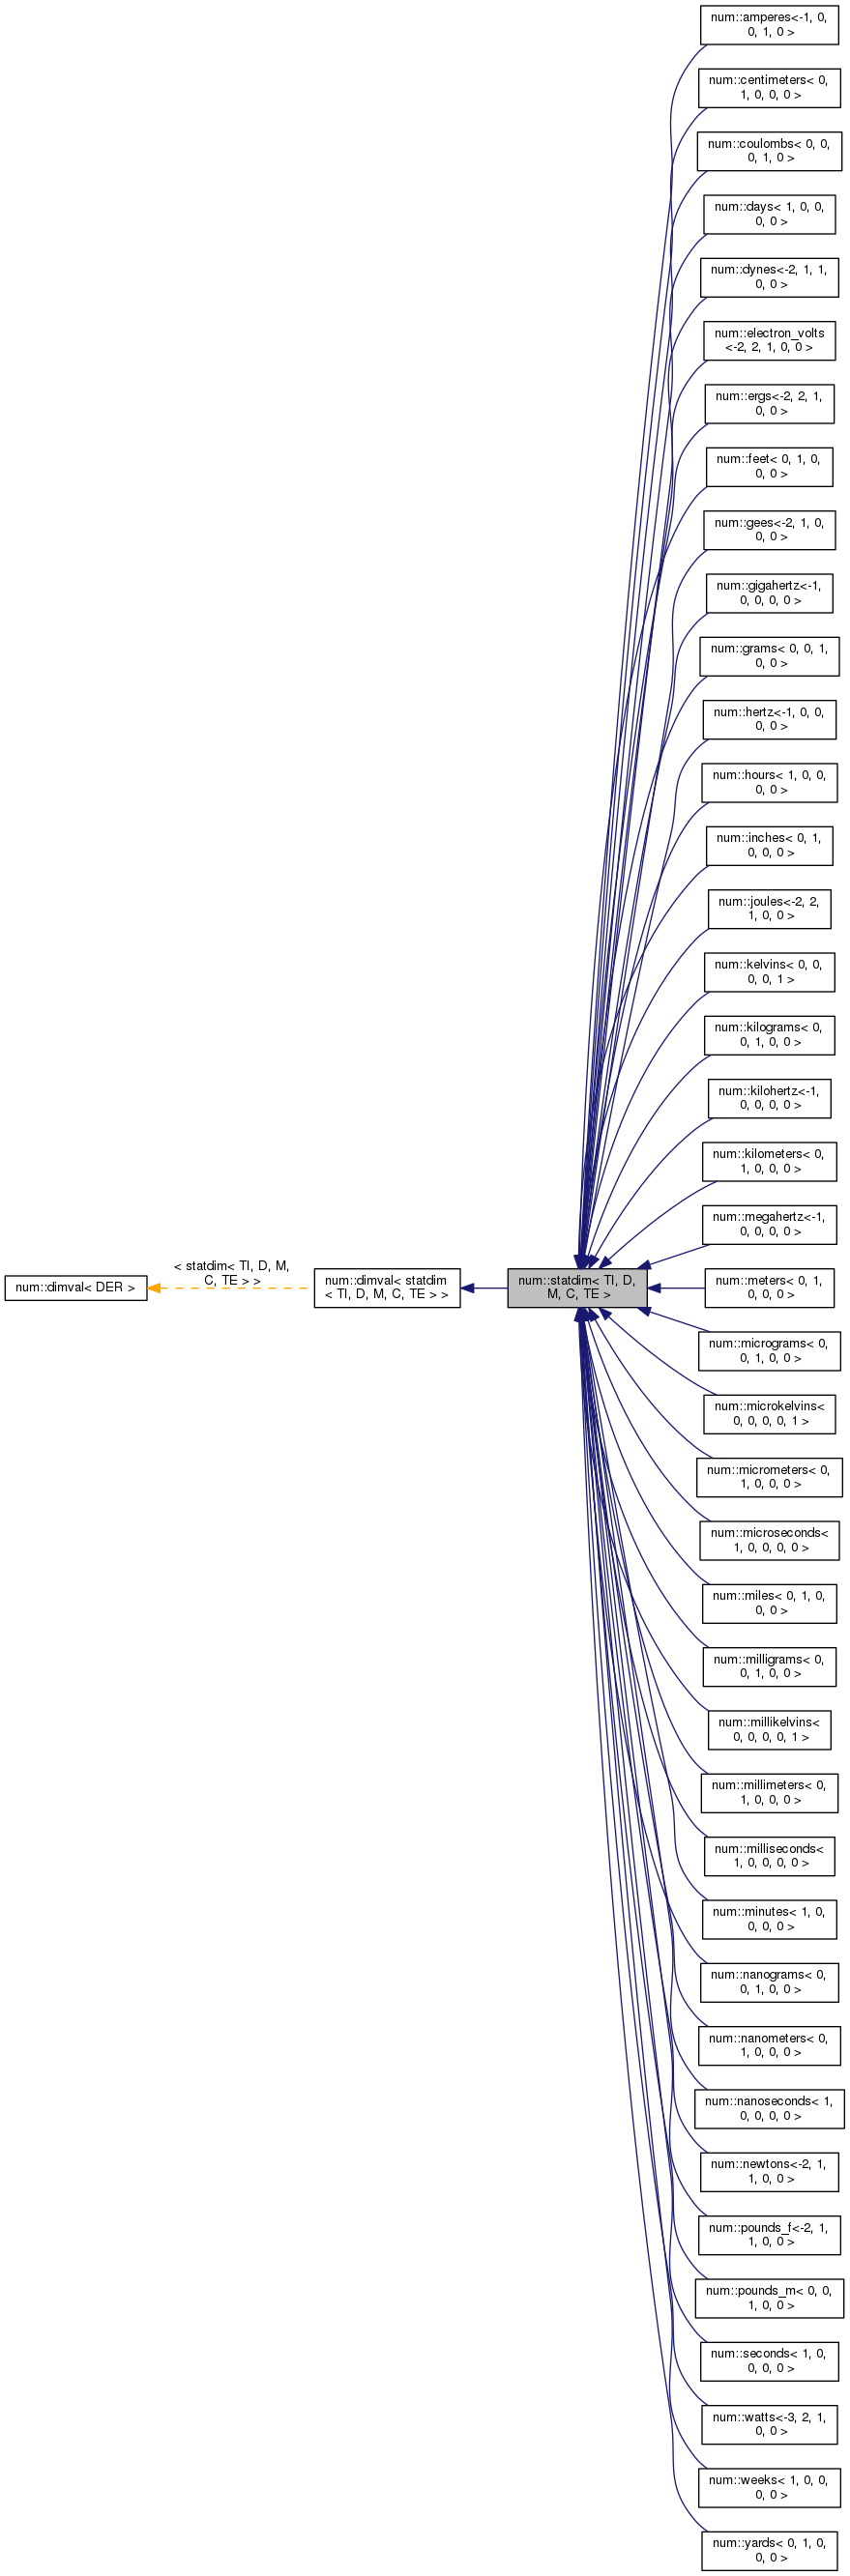 num::amperes<-1, 0,
0, 1, 0 >
num::centimeters< 0,
1, 0, 0, 0 >
num::coulombs< 0, 0,
0, 1, 0 >
num::days< 1, 0, 0,
0, 0 >
num::dynes<-2, 1, 1,
0, 0 >
num::electron_volts
<-2, 2, 1, 0, 0 >
num::ergs<-2, 2, 1,
0, 0 >
num::feet< 0, 1, 0,
0, 0 >
num::gees<-2, 1, 0,
0, 0 >
num::gigahertz<-1,
0, 0, 0, 0 >
num::grams< 0, 0, 1,
0, 0 >
num::hertz<-1, 0, 0,
0, 0 >
num::hours< 1, 0, 0,
0, 0 >
num::inches< 0, 1,
0, 0, 0 >
num::joules<-2, 2,
1, 0, 0 >
num::kelvins< 0, 0,
0, 0, 1 >
num::kilograms< 0,
0, 1, 0, 0 >
num::kilohertz<-1,
0, 0, 0, 0 >
num::kilometers< 0,
1, 0, 0, 0 >
num::megahertz<-1,
0, 0, 0, 0 >
num::dimval< DER >
< statdim< TI, D, M,
C, TE > >
num::dimval< statdim
< TI, D, M, C, TE > >
num::statdim< TI, D,
M, C, TE >
num::meters< 0, 1,
0, 0, 0 >
num::micrograms< 0,
0, 1, 0, 0 >
num::microkelvins<
0, 0, 0, 0, 1 >
num::micrometers< 0,
1, 0, 0, 0 >
num::microseconds<
1, 0, 0, 0, 0 >
num::miles< 0, 1, 0,
0, 0 >
num::milligrams< 0,
0, 1, 0, 0 >
num::millikelvins<
0, 0, 0, 0, 1 >
num::millimeters< 0,
1, 0, 0, 0 >
num::milliseconds<
1, 0, 0, 0, 0 >
num::minutes< 1, 0,
0, 0, 0 >
num::nanograms< 0,
0, 1, 0, 0 >
num::nanometers< 0,
1, 0, 0, 0 >
num::nanoseconds< 1,
0, 0, 0, 0 >
num::newtons<-2, 1,
1, 0, 0 >
num::pounds_f<-2, 1,
1, 0, 0 >
num::pounds_m< 0, 0,
1, 0, 0 >
num::seconds< 1, 0,
0, 0, 0 >
num::watts<-3, 2, 1,
0, 0 >
num::weeks< 1, 0, 0,
0, 0 >
num::yards< 0, 1, 0,
0, 0 >